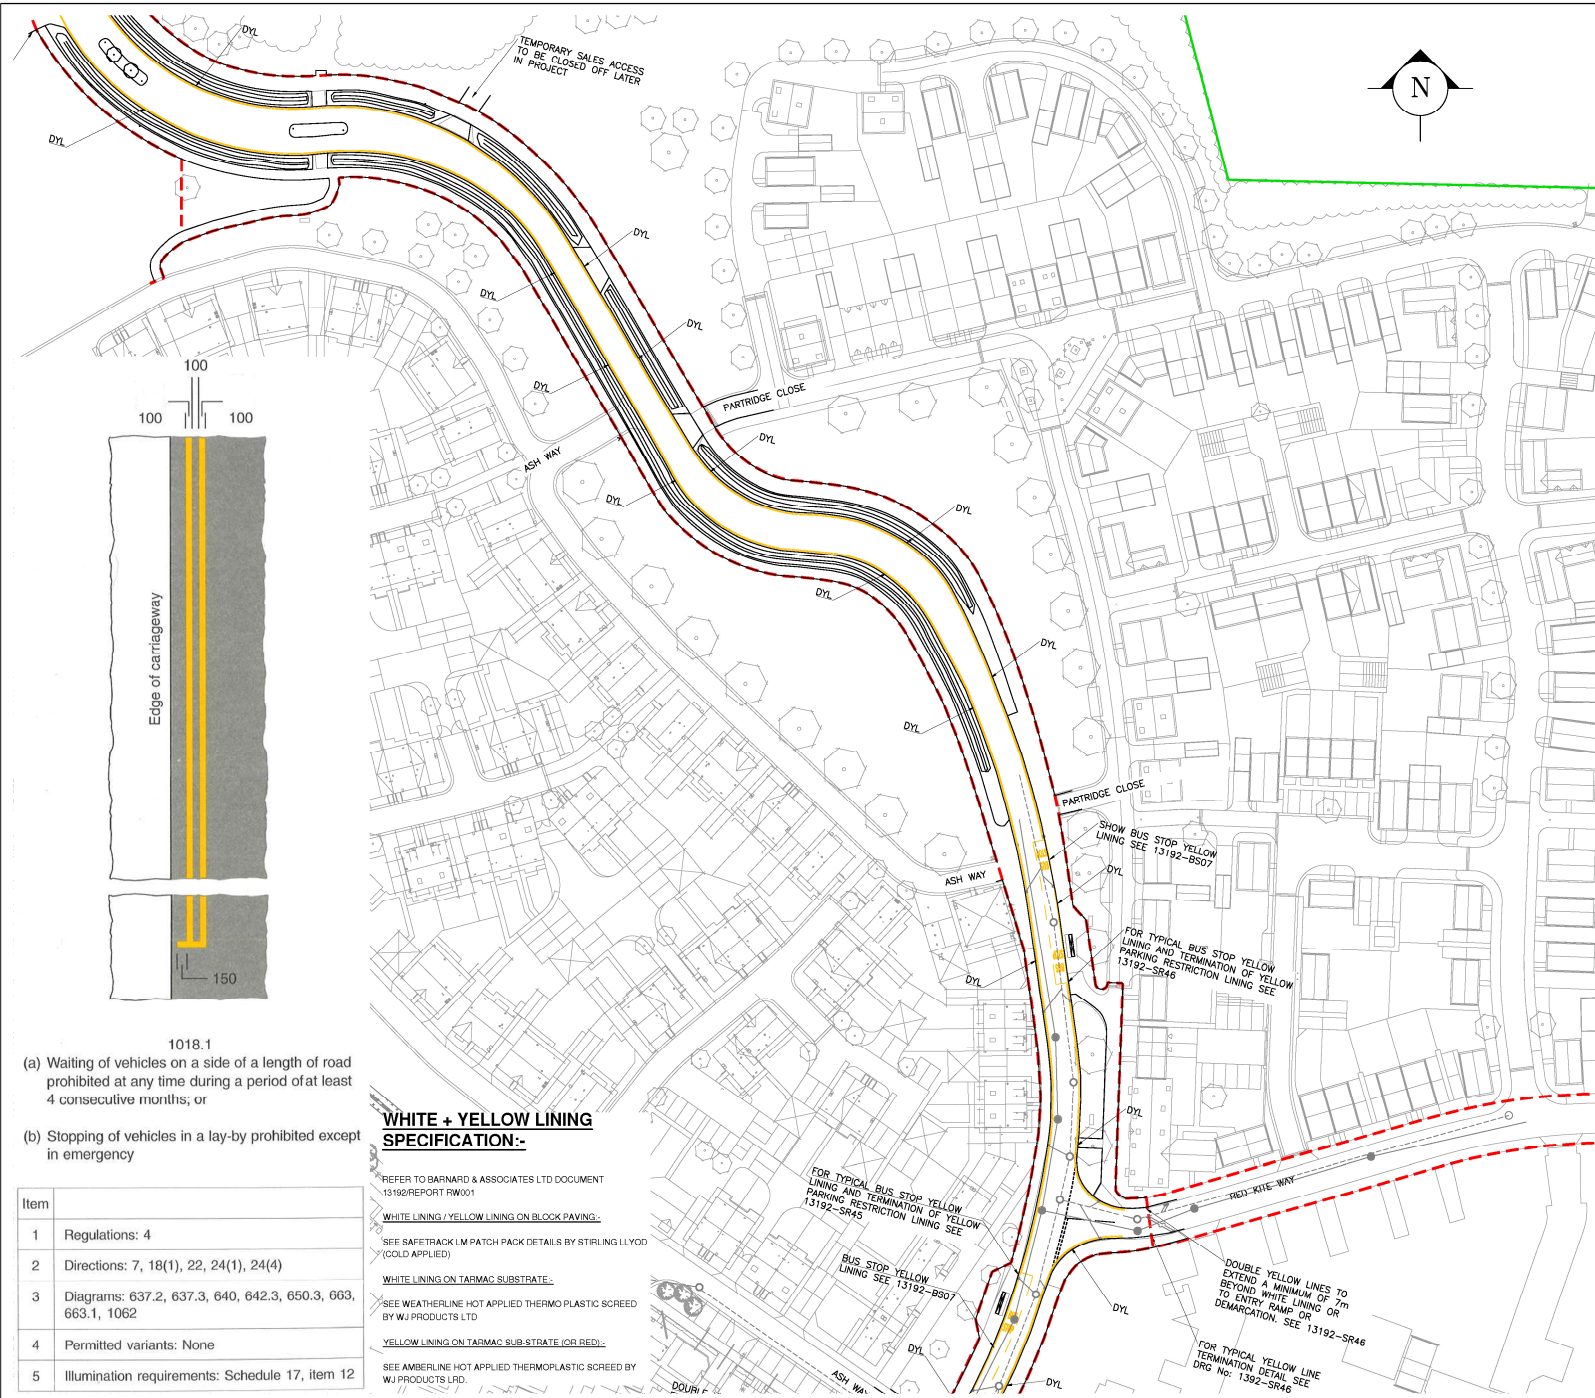 DYL
TEMPORARY SALES ACCESS
TO BE CLOSED OFF LATER
IN PROJECT
N
DYL
DYL
DYL
DYL
DYL
PARTRIDGE CLOSE
DYL
ASH WAY
DYL
DYL
DYL
DYL
DYL
PARTRIDGE CLOSE
SHOW BUS STOP YELLOW
LINING SEE 13192-BS07
DYL
ASH WAY
FOR TYPICAL BUS STOP YELLOW
LINING AND TERMINATION OF YELLOW
PARKING RESTRICTION LINING SEE
13192-SR46
DYL
DYL
RED KITE WAY
FOR TYPICAL BUS STOP YELLOW
LINING AND TERMINATION OF YELLOW
PARKING RESTRICTION LINING SEE
13192-SR45
BUS STOP YELLOW
LINING SEE 13192-BS07
DOUBLE YELLOW LINES TO
EXTEND A MINIMUM OF 7m
BEYOND WHITE LINING OR
TO ENTRY RAMP OR
DEMARCATION. SEE 13192-SR46
DYL
FOR TYPICAL YELLOW LINE
TERMINATION DETAIL SEE
DRG No: 1392-SR46
DYL
DYL
ASH WAY
DOUBLE
100
100
100
Edge of carriageway
150
1018.1
(a) Waiting of vehicles on a side of a length of road
prohibited at any time during a period of at least
4 consecutive months; or
(b) Stopping of vehicles in a lay-by prohibited except
in emergency
Item
1 Regulations: 4
2 Directions: 7, 18(1), 22, 24(1), 24(4)
3 Diagrams: 637.2, 637.3, 640, 642.3, 650.3, 663,
663.1, 1062
4 Permitted variants: None
5 Illumination requirements: Schedule 17, item 12
WHITE + YELLOW LINING
SPECIFICATION:-
REFER TO BARNARD & ASSOCIATES LTD DOCUMENT
13192/REPORT RW001
WHITE LINING / YELLOW LINING ON BLOCK PAVING:-
SEE SAFETRACK LM PATCH PACK DETAILS BY STIRLING LLYOD
(COLD APPLIED)
WHITE LINING ON TARMAC SUBSTRATE:-
SEE WEATHERLINE HOT APPLIED THERMO PLASTIC SCREED
BY WJ PRODUCTS LTD
YELLOW LINING ON TARMAC SUB-STRATE (OR RED):-
SEE AMBERLINE HOT APPLIED THERMOPLASTIC SCREED BY
WJ PRODUCTS LRD.